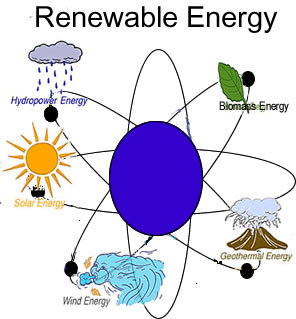 Renewable Energy
Hydropower Energy
Biomass Energy
Solar Energy
Geothermal Energy
Wind Energy